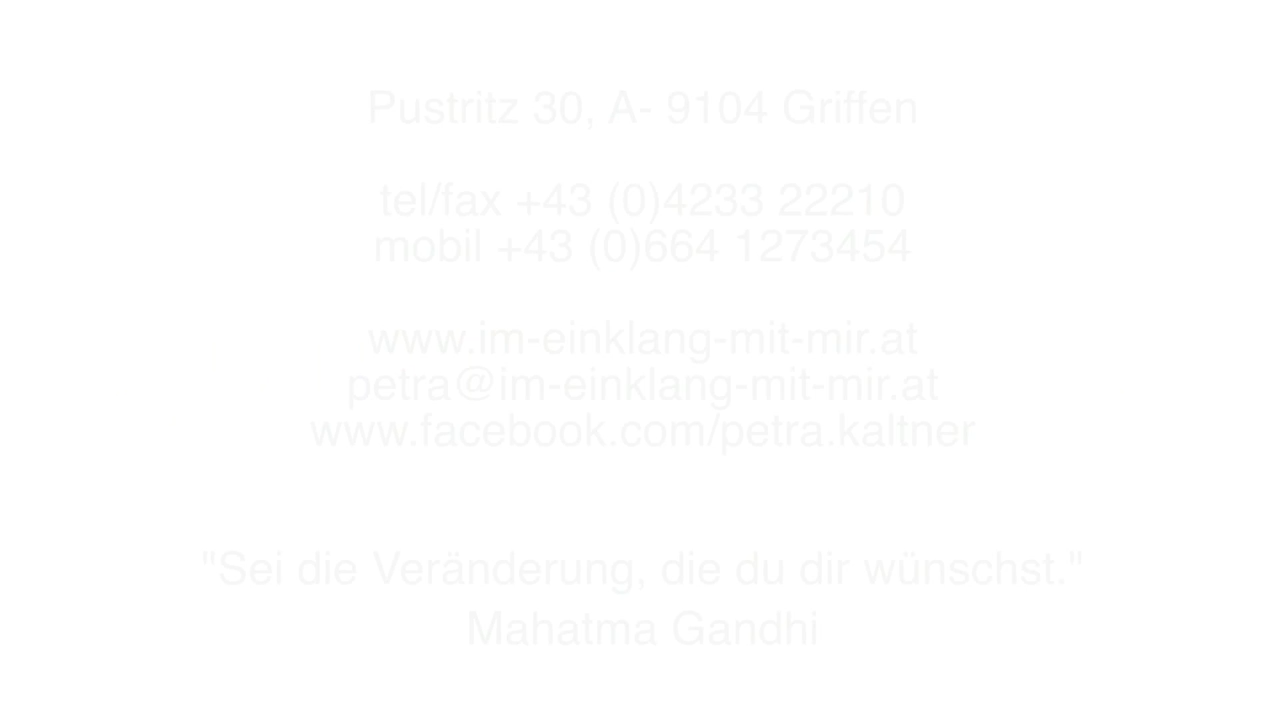 Pustritz 30, A- 9104 Griffen
tel/fax +43 (0)4233 22210
mobil +43 (0)664 1273454
www.im-einklang-mit-mir.at
petra@im-einklang-mit-mir.at
www.facebook.com/petra.kaltner
"Sei die Veränderung, die du dir wünschst."
Mahatma Gandhi